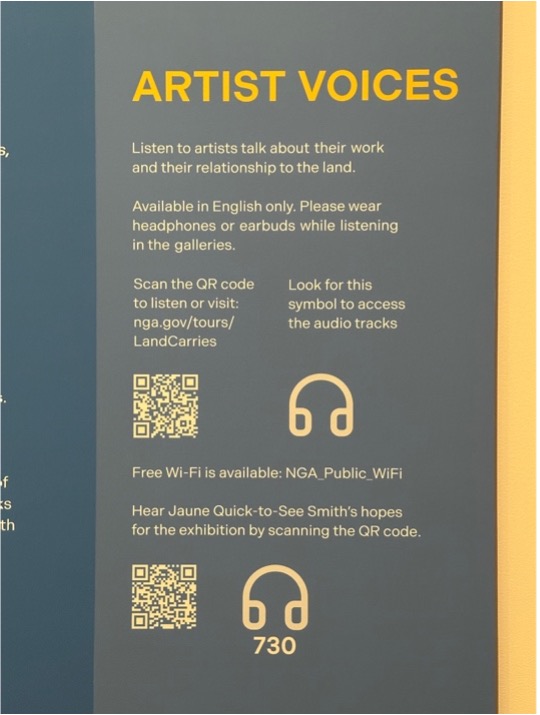 ARTIST VOICES
Listen to artists talk about their work
and their relationship to the land.
Available in English only. Please wear
headphones or earbuds while listening
in the galleries.
Scan the QR code
to listen or visit:
nga.gov/tours/
LandCarries
Look for this
symbol to access
the audio tracks
Free Wi-Fi is available: NGA_Public_WiFi
Hear Jaune Quick-to-See Smith's hopes
for the exhibition by scanning the QR code.
730